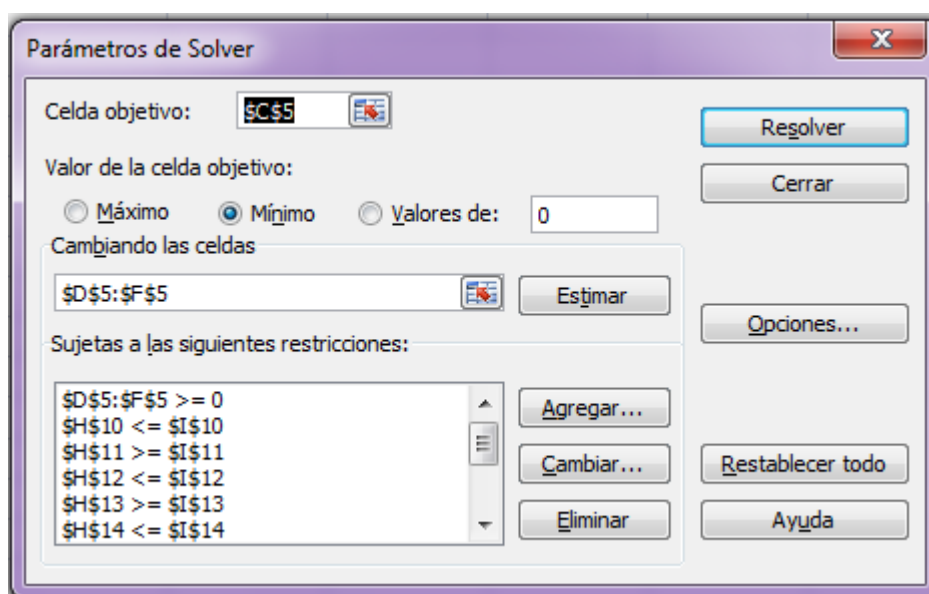 Parámetros de Solver
Celda objetivo: $C$5
Resolver
Valor de la celda objetivo:
Cerrar
Máximo Mínimo Valores de: 0
Cambiando las celdas
$D$5:$F$5 Estimar
Opciones...
Sujetas a las siguientes restricciones:
$D$5:$F$5 >= 0
$H$10 <= $I$10
$H$11 >= $I$11
$H$12 <= $I$12
$H$13 >= $I$13
$H$14 <= $I$14
Agregar...
Cambiar... Restablecer todo
Eliminar Ayuda